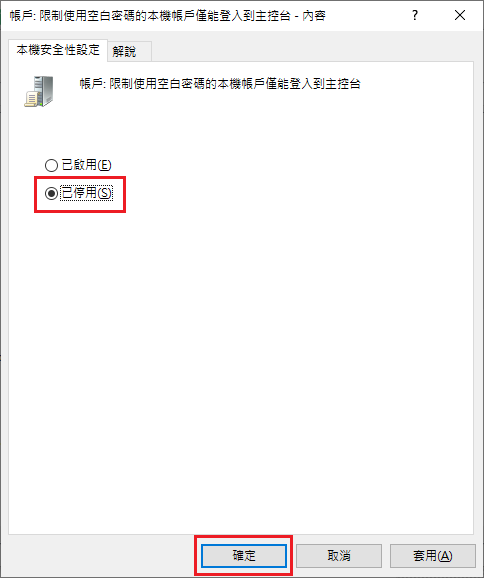 帳戶: 限制使用空白密碼的本機帳戶僅能登入到主控台 - 內容
?
本機安全性設定 解說
帳戶: 限制使用空白密碼的本機帳戶僅能登入到主控台
已啟用(E)
已停用(S)
確定 取消 套用(A)